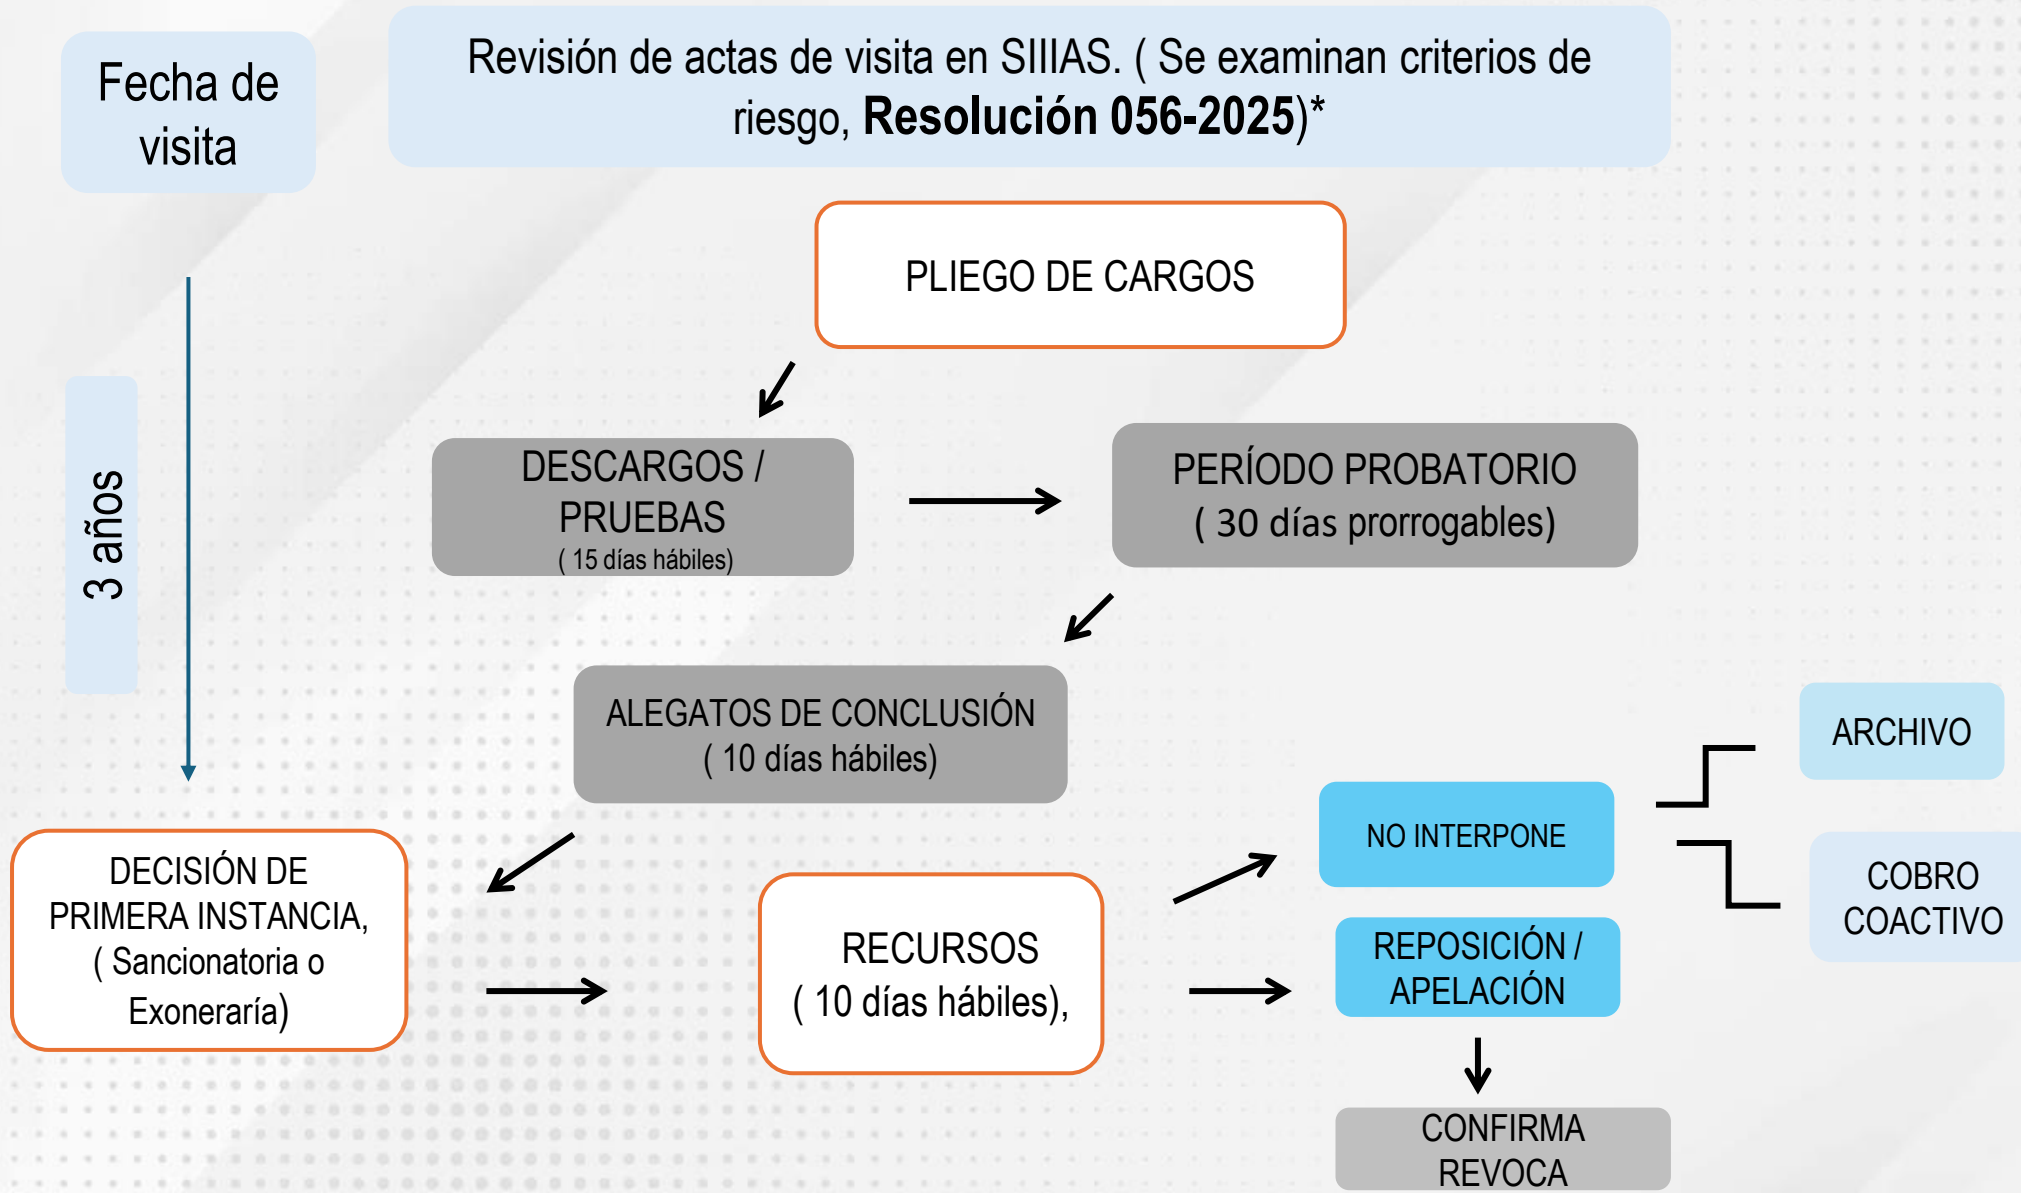 Fecha de
visita
Revisión de actas de visita en SIIIAS. ( Se examinan criterios de
riesgo, Resolución 056-2025)*
PLIEGO DE CARGOS
3 años
DESCARGOS /
PRUEBAS
( 15 días hábiles)
PERÍODO PROBATORIO
( 30 días prorrogables)
ALEGATOS DE CONCLUSIÓN
( 10 días hábiles)
DECISIÓN DE
PRIMERA INSTANCIA,
( Sancionatoria o
Exoneraría)
RECURSOS
( 10 días hábiles),
NO INTERPONE
ARCHIVO
COBRO
COACTIVO
REPOSICIÓN /
APELACIÓN
CONFIRMA
REVOCA